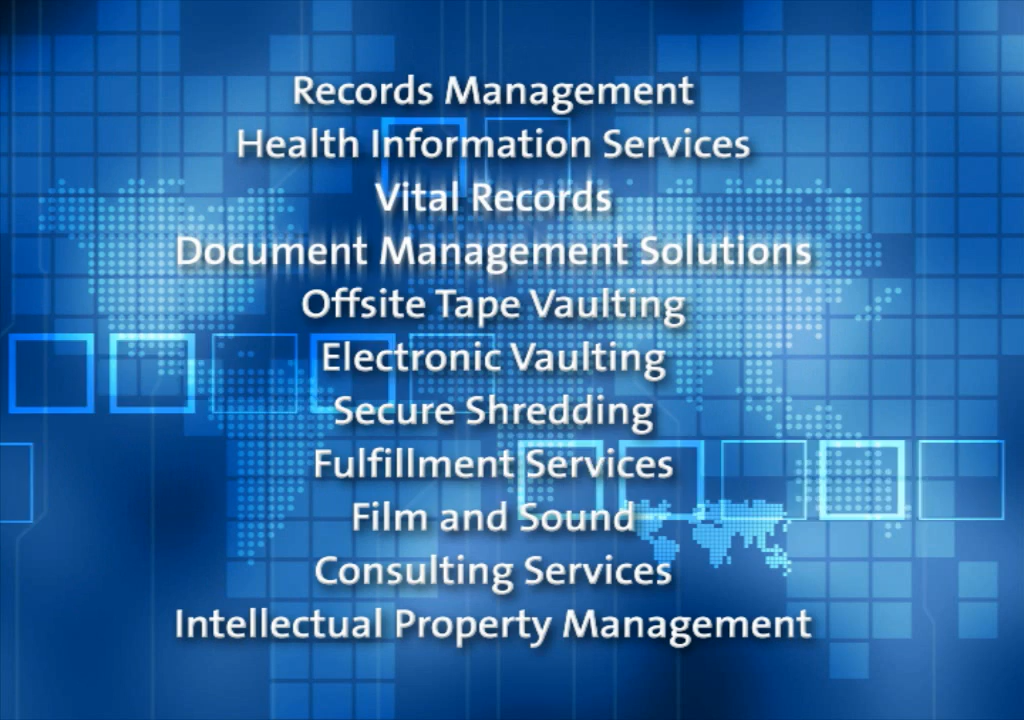 Records Management
Health Information Services
Vital Records
Document Management Solutions
Offsite Tape Vaulting
Electronic Vaulting
Secure Shredding
Fulfillment Services
Film and Sound
Consulting Services
Intellectual Property Management